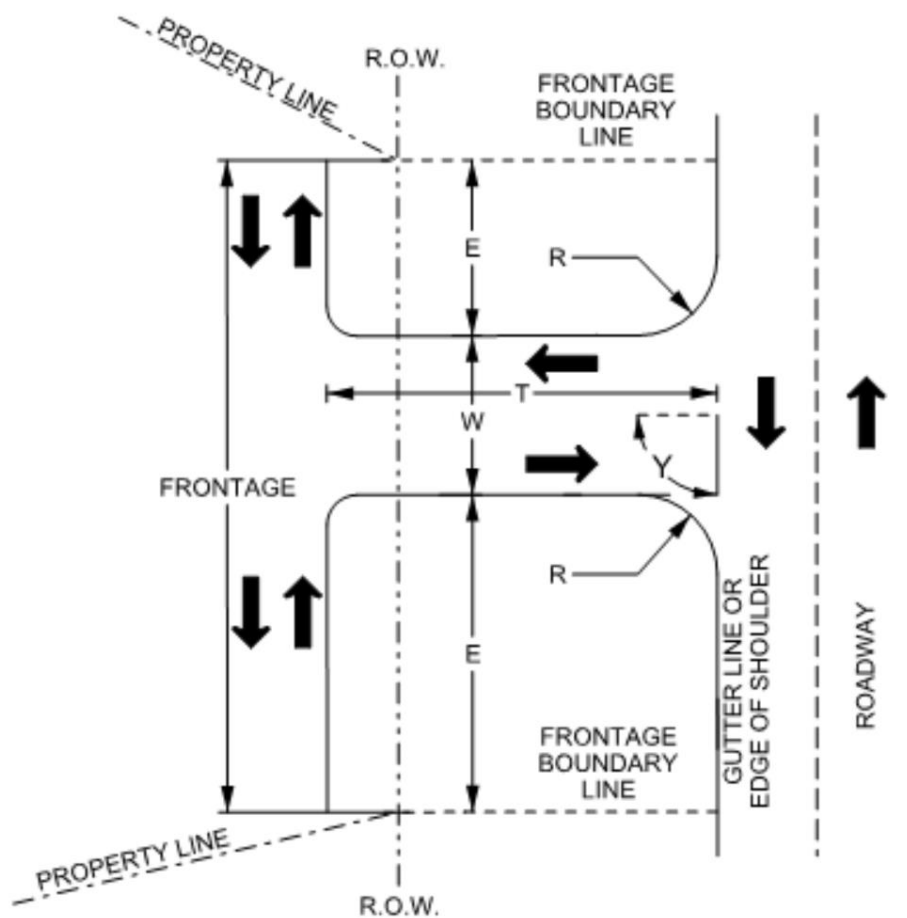 PROPERTY LINE
R.O.W.
FRONTAGE
BOUNDARY
LINE
E
R
T
W
Y
FRONTAGE
R
E
GUTTER LINE OR
EDGE OF SHOULDER
ROADWAY
FRONTAGE
BOUNDARY
LINE
PROPERTY LINE
R.O.W.